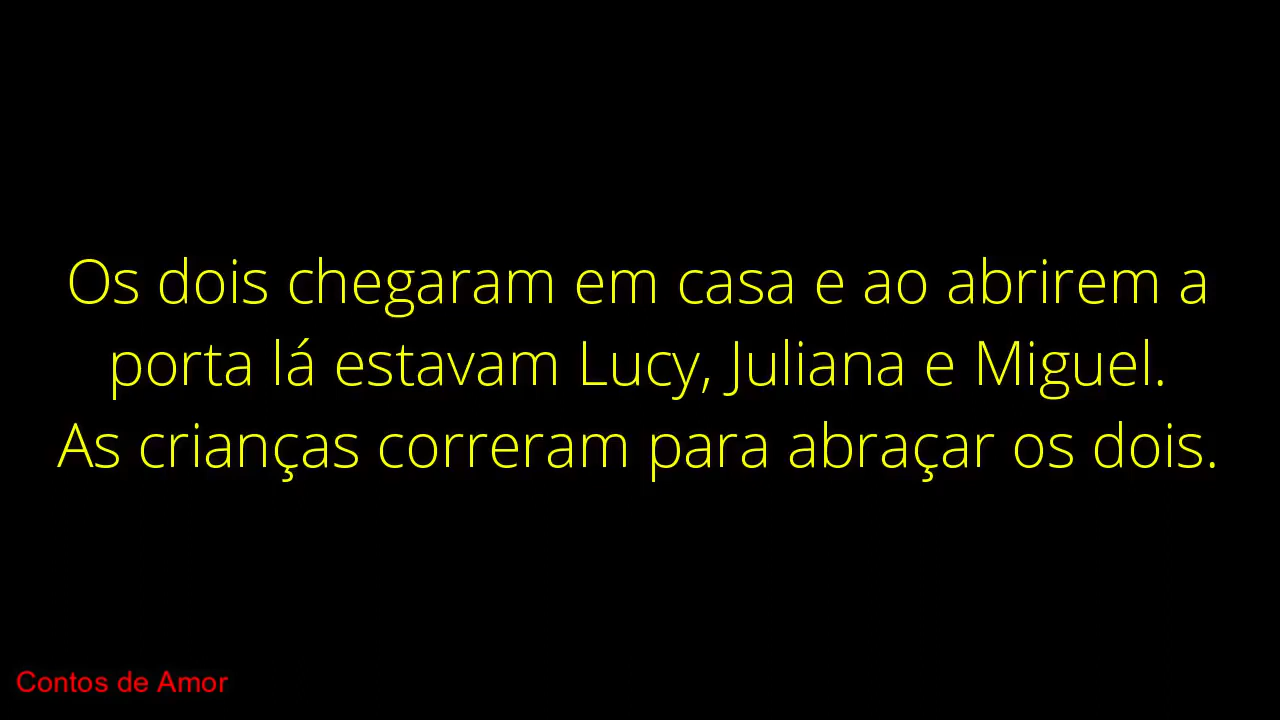 Os dois chegaram em casa e ao abrirem a
porta lá estavam Lucy, Juliana e Miguel.
As crianças correram para abraçar os dois.
Contos de Amor